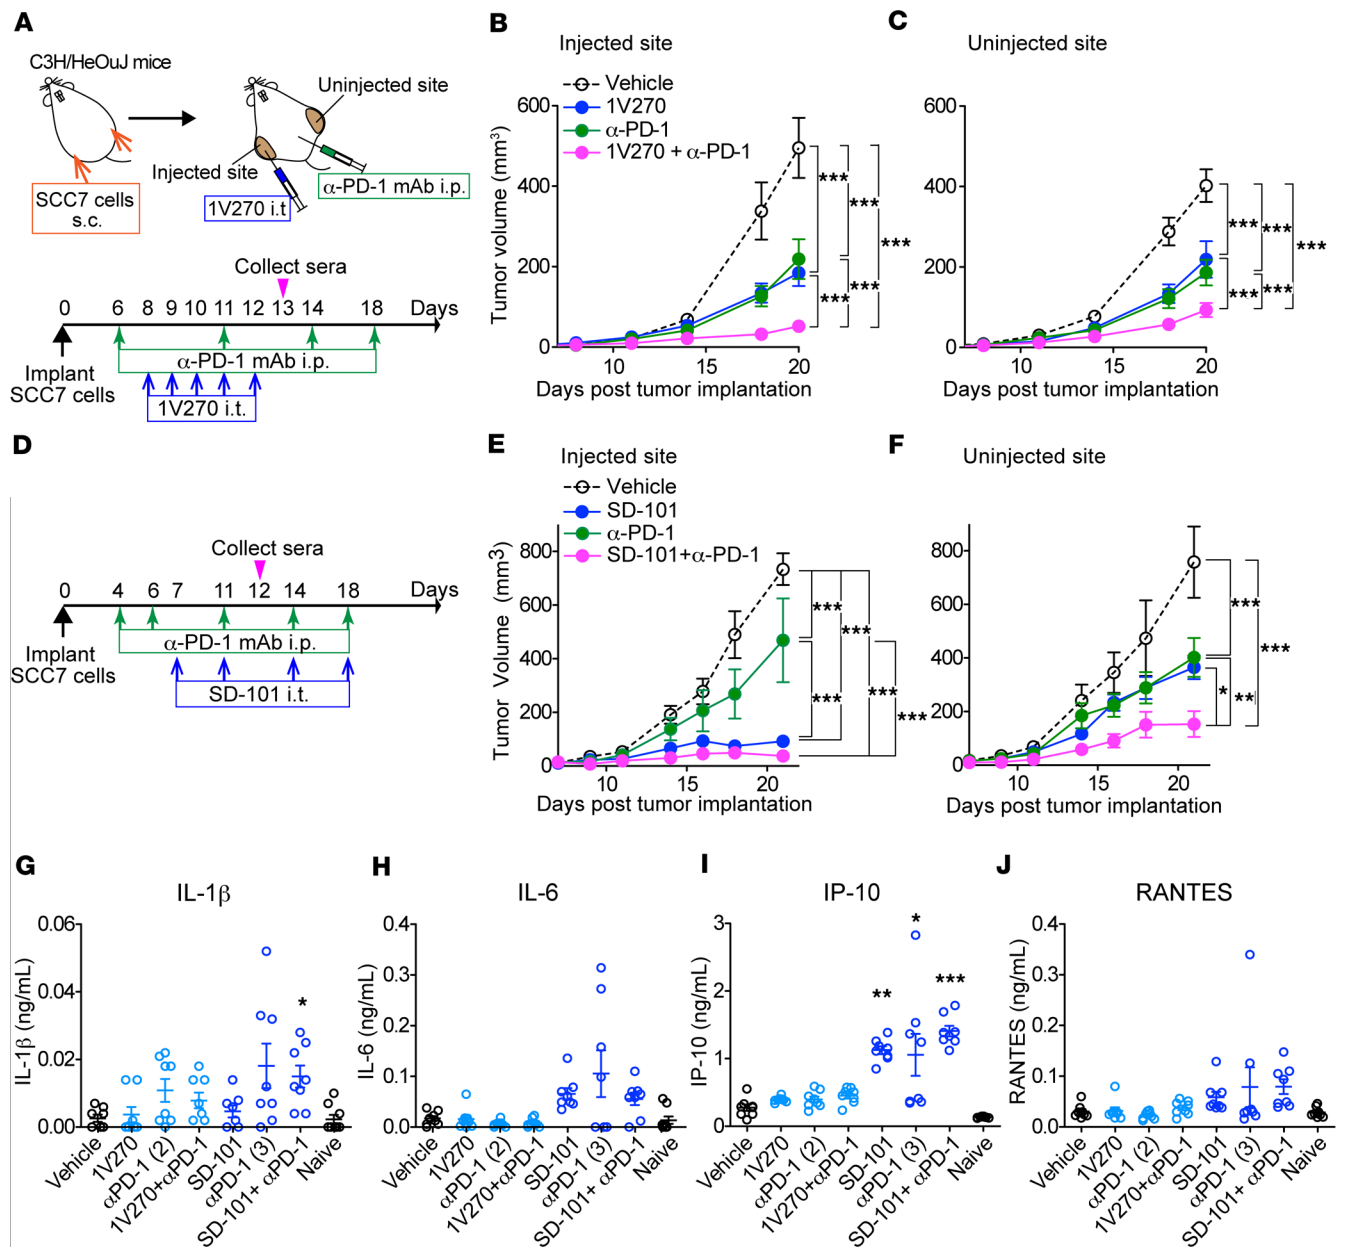 A
C3H/HeOuJ mice
Uninjected site
Injected site
SCC7 cells
s.c.
1V270 i.t
α-PD-1 mAb i.p.
Collect sera
0 6 8 9 10 11 12 13 14 18 Days
α-PD-1 mAb i.p.
Implant
SCC7 cells
1V270 i.t.
B
Injected site
Vehicle
1V270
α-PD-1
1V270 + α-PD-1
Tumor volume (mm3)
600
400
200
0
10 15 20
Days post tumor implantation
***
***
***
***
***
C
Uninjected site
600
400
200
0
10 15 20
Days post tumor implantation
***
***
***
***
***
D
Collect sera
0 4 6 7 11 12 14 18 Days
α-PD-1 mAb i.p.
Implant
SCC7 cells
SD-101 i.t.
E
Injected site
Vehicle
SD-101
α-PD-1
SD-101+α-PD-1
Tumor Volume (mm3)
800
600
400
200
0
10 15 20
Days post tumor implantation
***
***
***
***
***
F
Uninjected site
800
600
400
200
0
10 15 20
Days post tumor implantation
***
***
*
**
G
IL-1β
IL-1β (ng/mL)
0.06
0.04
0.02
0.00
*
Vehicle
1V270
αPD-1 (2)
1V270+αPD-1
SD-101
αPD-1 (3)
SD-101+ αPD-1
Naive
H
IL-6
IL-6 (ng/mL)
0.4
0.3
0.2
0.1
0.0
Vehicle
1V270
αPD-1 (2)
1V270+αPD-1
SD-101
αPD-1 (3)
SD-101+ αPD-1
Naive
I
IP-10
IP-10 (ng/mL)
3
2
1
0
**
*
***
Vehicle
1V270
αPD-1 (2)
1V270+αPD-1
SD-101
αPD-1 (3)
SD-101+ αPD-1
Naive
J
RANTES
RANTES (ng/mL)
0.4
0.3
0.2
0.1
0.0
Vehicle
1V270
αPD-1 (2)
1V270+αPD-1
SD-101
αPD-1 (3)
SD-101+ αPD-1
Naive